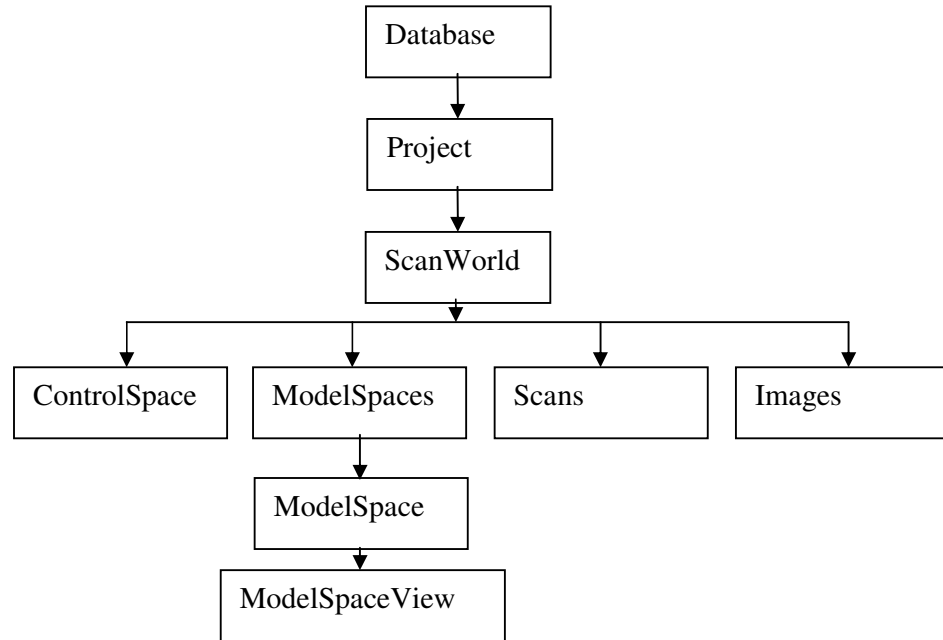 Database
Project
ScanWorld
ControlSpace
ModelSpaces
Scans
Images
ModelSpace
ModelSpaceView